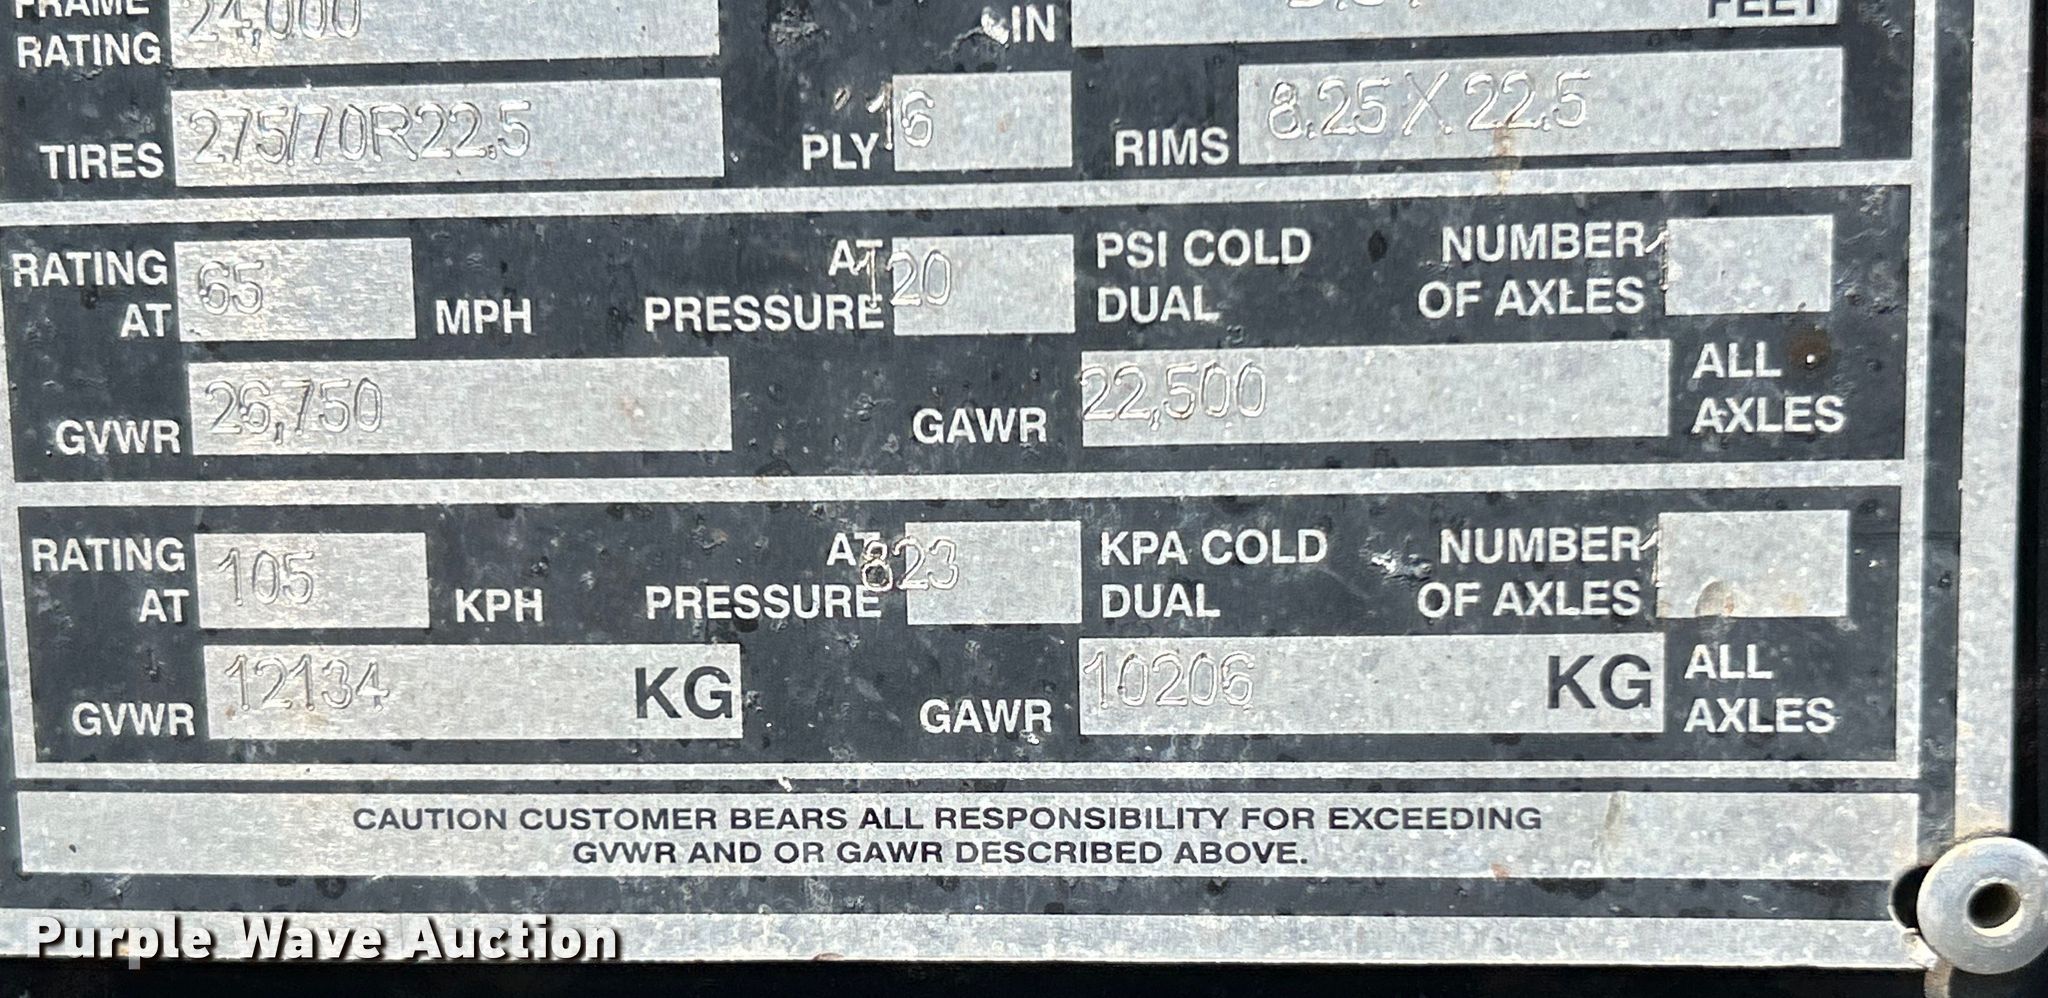 FRAME 24,000 IN FEET
RATING
TIRES 275/70R22.5 PLY 16 RIMS 8.25 X 22.5
RATING AT 65 MPH AT PRESSURE 120 PSI COLD DUAL NUMBER OF AXLES 1
GVWR 26,750 GAWR 22,500 ALL AXLES
RATING AT 105 KPH AT PRESSURE 823 KPA COLD DUAL NUMBER OF AXLES 1
GVWR 12134 KG GAWR 10206 KG ALL AXLES
CAUTION CUSTOMER BEARS ALL RESPONSIBILITY FOR EXCEEDING
GVWR AND OR GAWR DESCRIBED ABOVE.
Purple Wave Auction